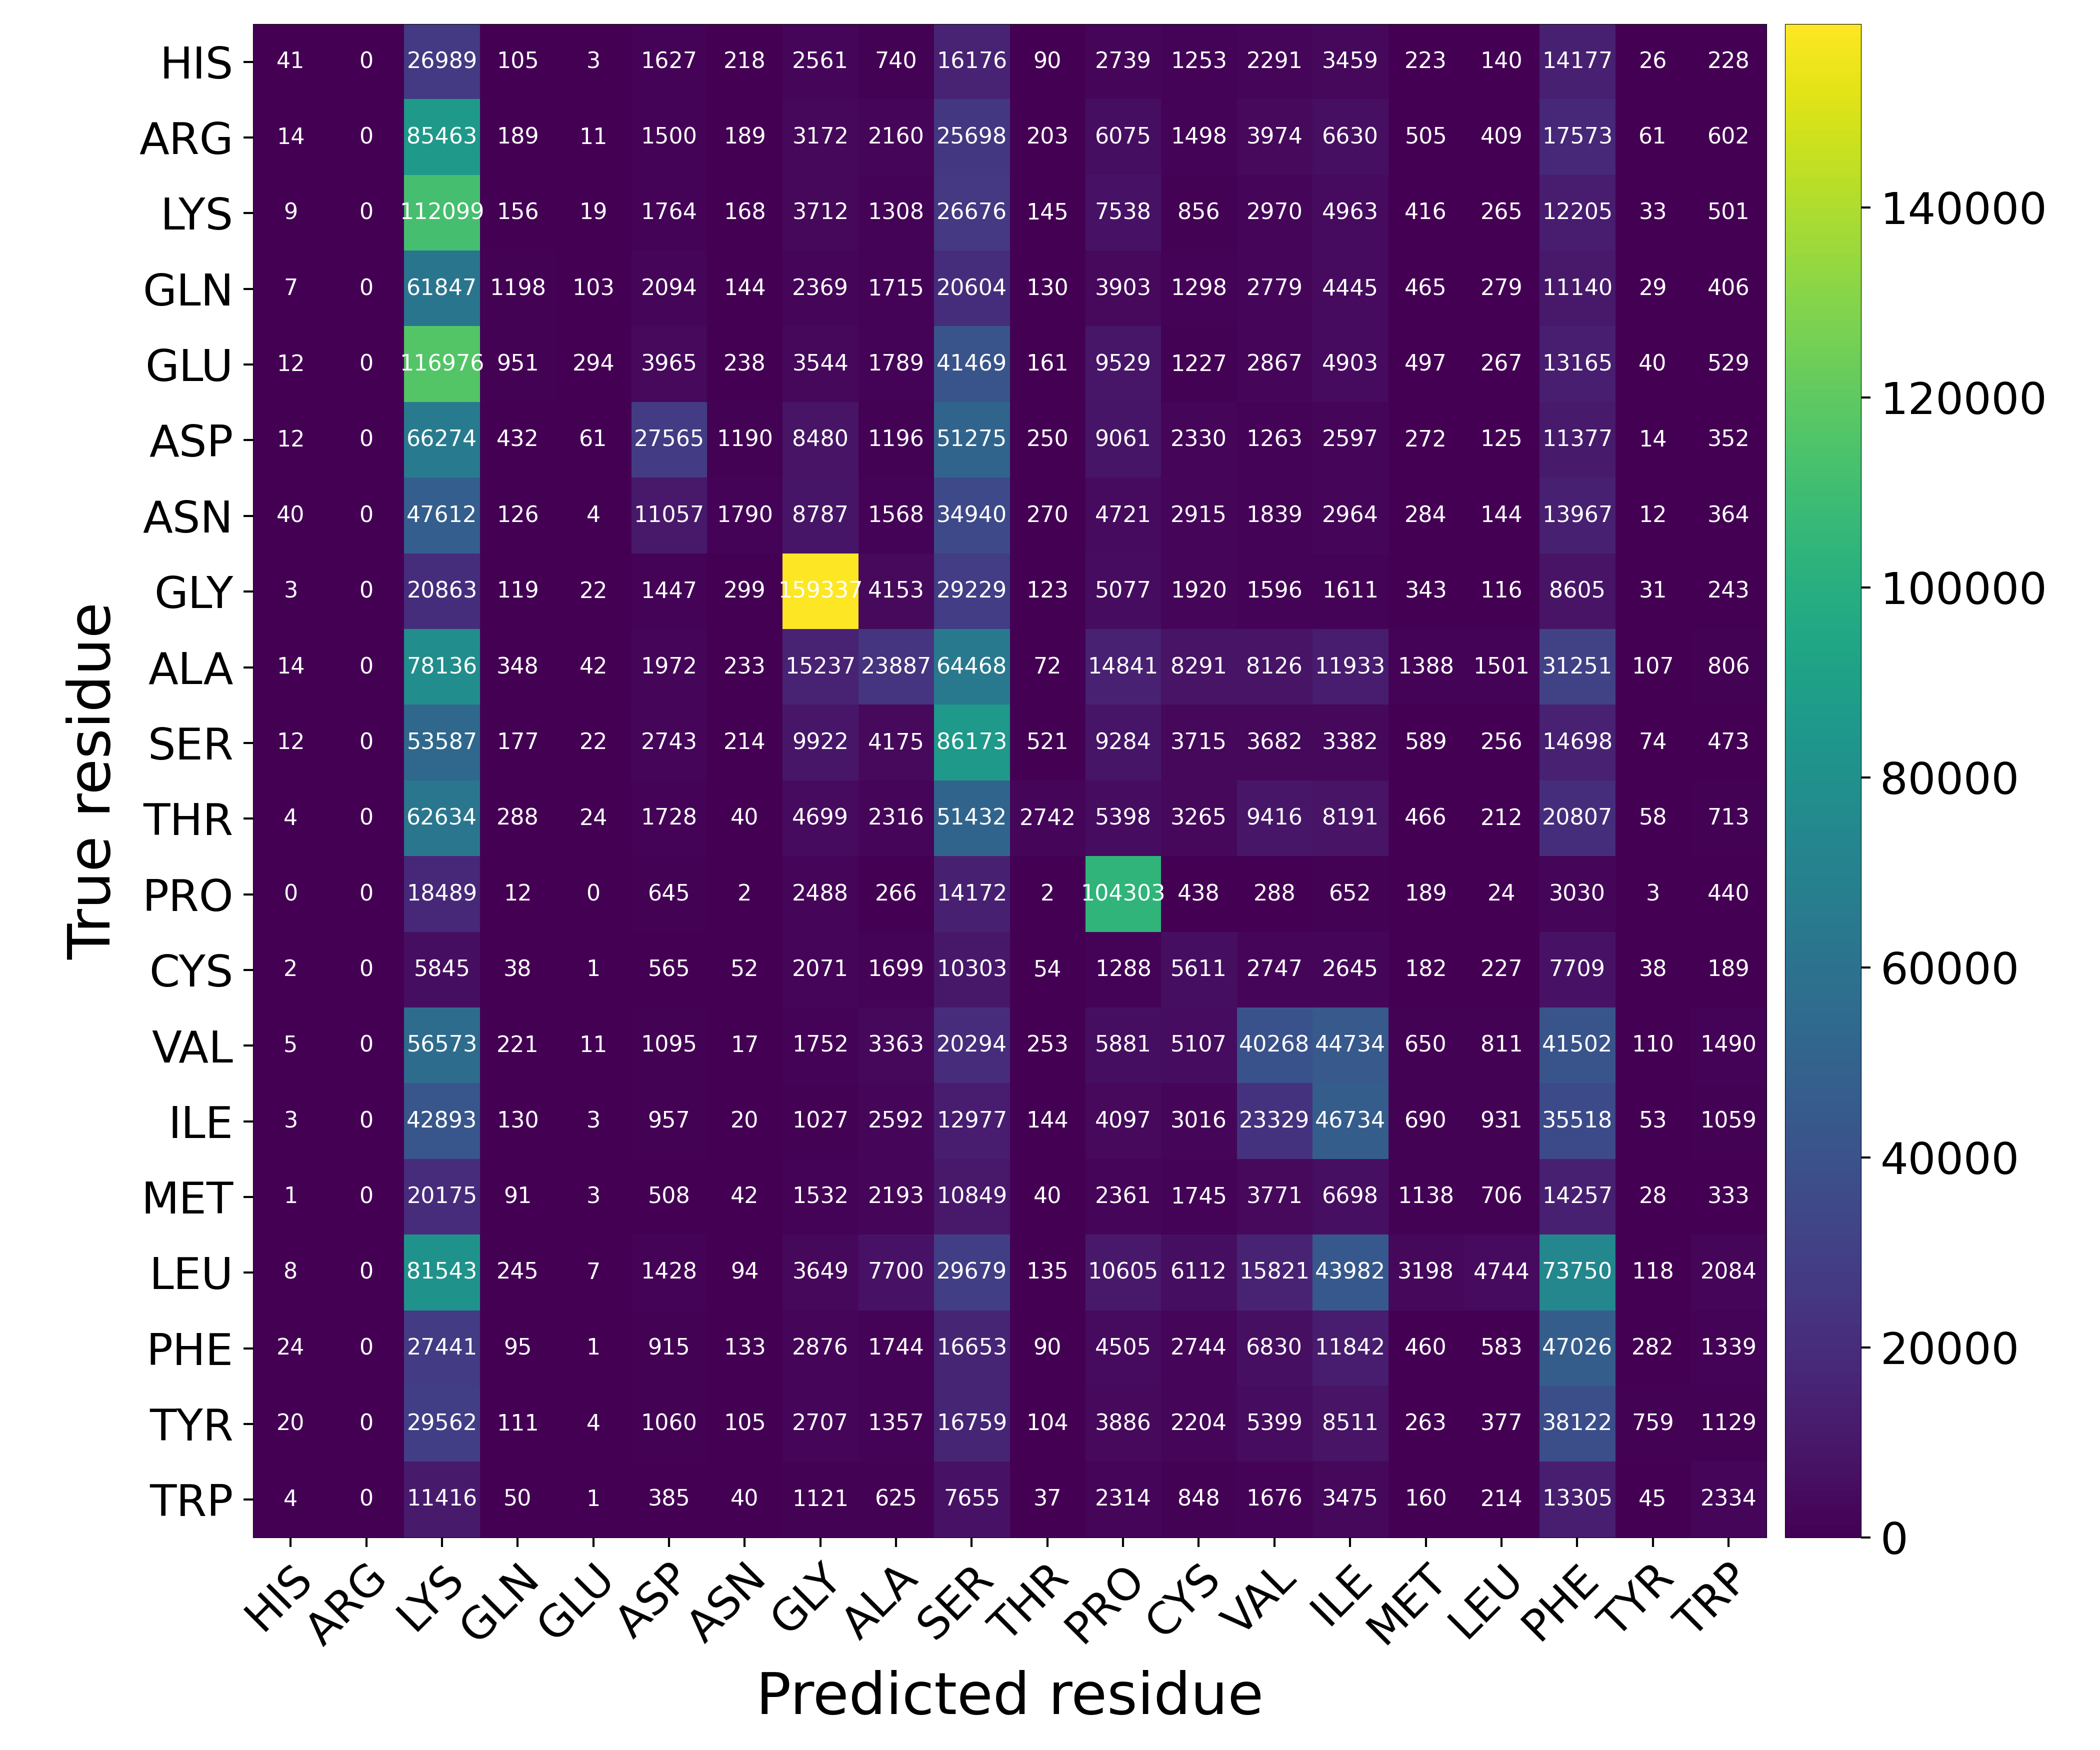 HIS 41 0 26989 105 3 1627 218 2561 740 16176 90 2739 1253 2291 3459 223 140 14177 26 228
ARG 14 0 85463 189 11 1500 189 3172 2160 25698 203 6075 1498 3974 6630 505 409 17573 61 602
LYS 9 0 112099 156 19 1764 168 3712 1308 26676 145 7538 856 2970 4963 416 265 12205 33 501
GLN 7 0 61847 1198 103 2094 144 2369 1715 20604 130 3903 1298 2779 4445 465 279 11140 29 406
GLU 12 0 116976 951 294 3965 238 3544 1789 41469 161 9529 1227 2867 4903 497 267 13165 40 529
ASP 12 0 66274 432 61 27565 1190 8480 1196 51275 250 9061 2330 1263 2597 272 125 11377 14 352
ASN 40 0 47612 126 4 11057 1790 8787 1568 34940 270 4721 2915 1839 2964 284 144 13967 12 364
GLY 3 0 20863 119 22 1447 299 159337 4153 29229 123 5077 1920 1596 1611 343 116 8605 31 243
ALA 14 0 78136 348 42 1972 233 15237 23887 64468 72 14841 8291 8126 11933 1388 1501 31251 107 806
SER 12 0 53587 177 22 2743 214 9922 4175 86173 521 9284 3715 3682 3382 589 256 14698 74 473
THR 4 0 62634 288 24 1728 40 4699 2316 51432 2742 5398 3265 9416 8191 466 212 20807 58 713
PRO 0 0 18489 12 0 645 2 2488 266 14172 2 104303 438 288 652 189 24 3030 3 440
CYS 2 0 5845 38 1 565 52 2071 1699 10303 54 1288 5611 2747 2645 182 227 7709 38 189
VAL 5 0 56573 221 11 1095 17 1752 3363 20294 253 5881 5107 40268 44734 650 811 41502 110 1490
ILE 3 0 42893 130 3 957 20 1027 2592 12977 144 4097 3016 23329 46734 690 931 35518 53 1059
MET 1 0 20175 91 3 508 42 1532 2193 10849 40 2361 1745 3771 6698 1138 706 14257 28 333
LEU 8 0 81543 245 7 1428 94 3649 7700 29679 135 10605 6112 15821 43982 3198 4744 73750 118 2084
PHE 24 0 27441 95 1 915 133 2876 1744 16653 90 4505 2744 6830 11842 460 583 47026 282 1339
TYR 20 0 29562 111 4 1060 105 2707 1357 16759 104 3886 2204 5399 8511 263 377 38122 759 1129
TRP 4 0 11416 50 1 385 40 1121 625 7655 37 2314 848 1676 3475 160 214 13305 45 2334
HIS ARG LYS GLN GLU ASP ASN GLY ALA SER THR PRO CYS VAL ILE MET LEU PHE TYR TRP
Predicted residue
True residue
140000
120000
100000
80000
60000
40000
20000
0